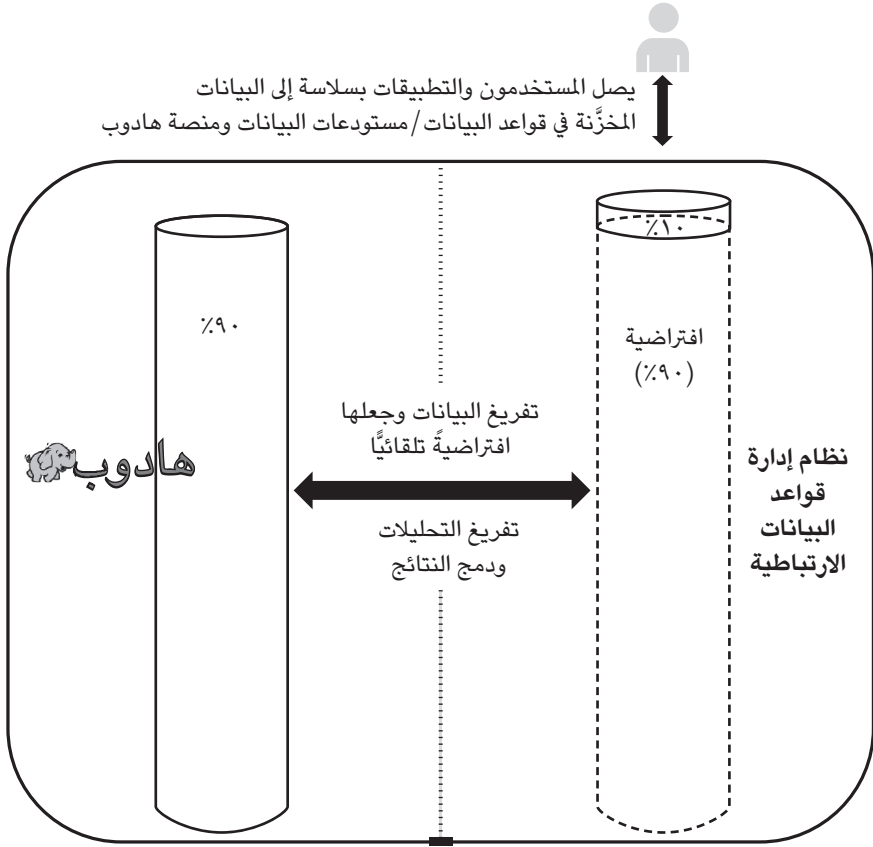 يصل المستخدمون والتطبيقات بسلاسة إلى البيانات
المخزَّنة في قواعد البيانات/مستودعات البيانات ومنصة هادوب
٪١٠
افتراضية
(٪٩٠)
نظام إدارة
قواعد
البيانات
الارتباطية
تفريغ البيانات وجعلها
افتراضيةً تلقائيًّا
تفريغ التحليلات
ودمج النتائج
٪٩٠
هادوب